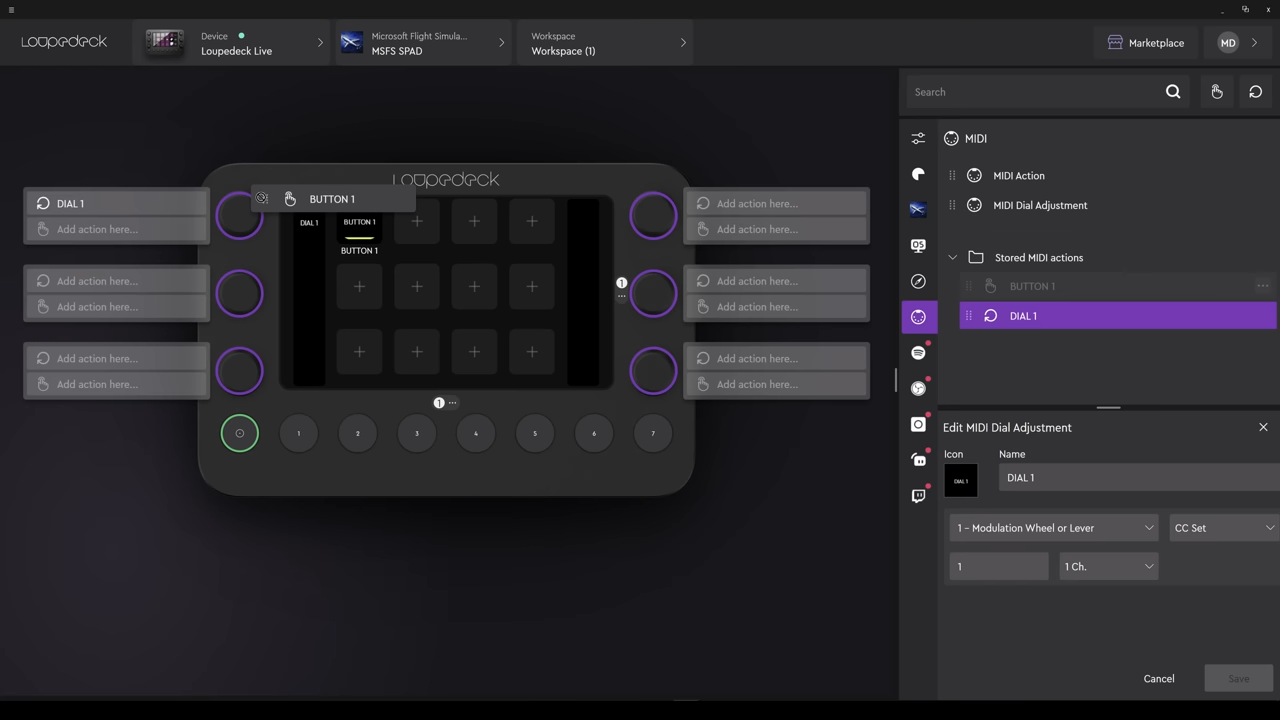 Loupedeck
Device
Loupedeck Live
Microsoft Flight Simula...
MSFS SPAD
Workspace
Workspace (1)
Marketplace
MD
Search
MIDI
MIDI Action
MIDI Dial Adjustment
Stored MIDI actions
BUTTON 1
DIAL 1
Loupedeck
BUTTON 1
DIAL 1
Add action here...
Add action here...
Add action here...
Add action here...
Add action here...
DIAL 1
BUTTON 1
BUTTON 1
Add action here...
Add action here...
Add action here...
Add action here...
Add action here...
Add action here...
1
1
1
2
3
4
5
6
7
OS
Edit MIDI Dial Adjustment
Icon
Name
DIAL 1
DIAL 1
1 - Modulation Wheel or Lever
CC Set
1
1 Ch.
Cancel
Save